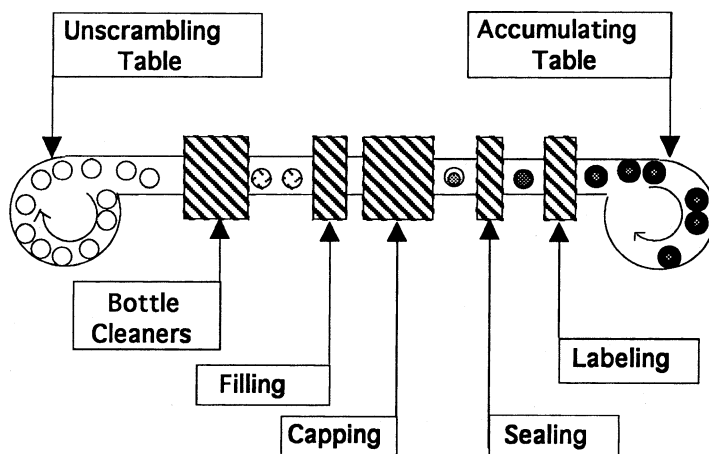 Unscrambling
Table
Accumulating
Table
Bottle
Cleaners
Labeling
Filling
Capping
Sealing